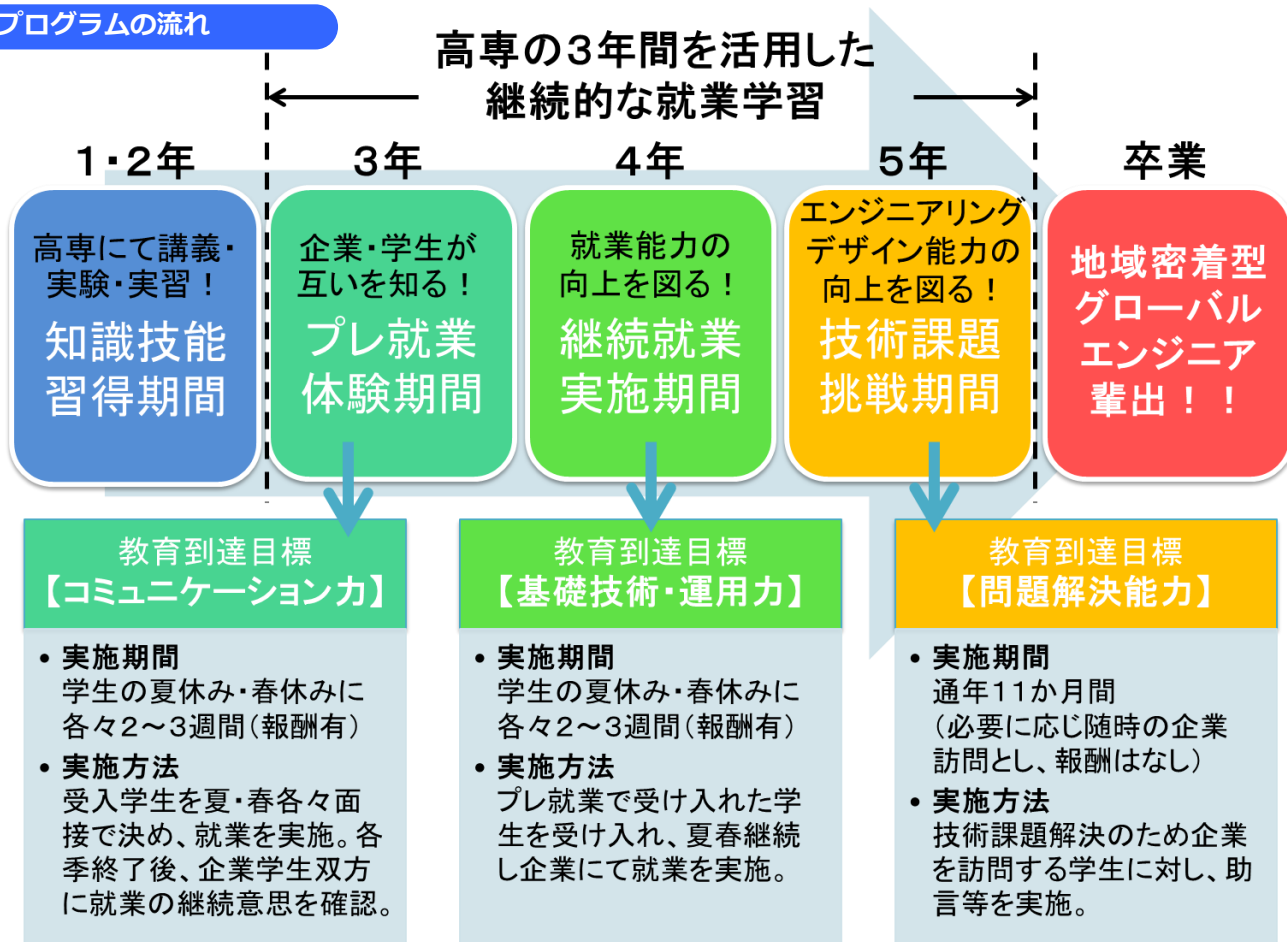 プログラムの流れ
高専の3年間を活用した
継続的な就業学習
1・2年
高専にて講義・
実験・実習！
知識技能
習得期間
3年
企業・学生が
互いを知る！
プレ就業
体験期間
4年
就業能力の
向上を図る！
継続就業
実施期間
5年
エンジニアリング
デザイン能力の
向上を図る！
技術課題
挑戦期間
卒業
地域密着型
グローバル
エンジニア
輩出！！
教育到達目標
【コミュニケーション力】
• 実施期間
学生の夏休み・春休みに
各々2～3週間（報酬有）
• 実施方法
受入学生を夏・春各々面
接で決め、就業を実施。各
季終了後、企業学生双方
に就業の継続意思を確認。
教育到達目標
【基礎技術・運用力】
• 実施期間
学生の夏休み・春休みに
各々2～3週間（報酬有）
• 実施方法
プレ就業で受け入れた学
生を受け入れ、夏春継続
し企業にて就業を実施。
教育到達目標
【問題解決能力】
• 実施期間
通年11か月間
（必要に応じ随時の企業
訪問とし、報酬はなし）
• 実施方法
技術課題解決のため企業
を訪問する学生に対し、助
言等を実施。